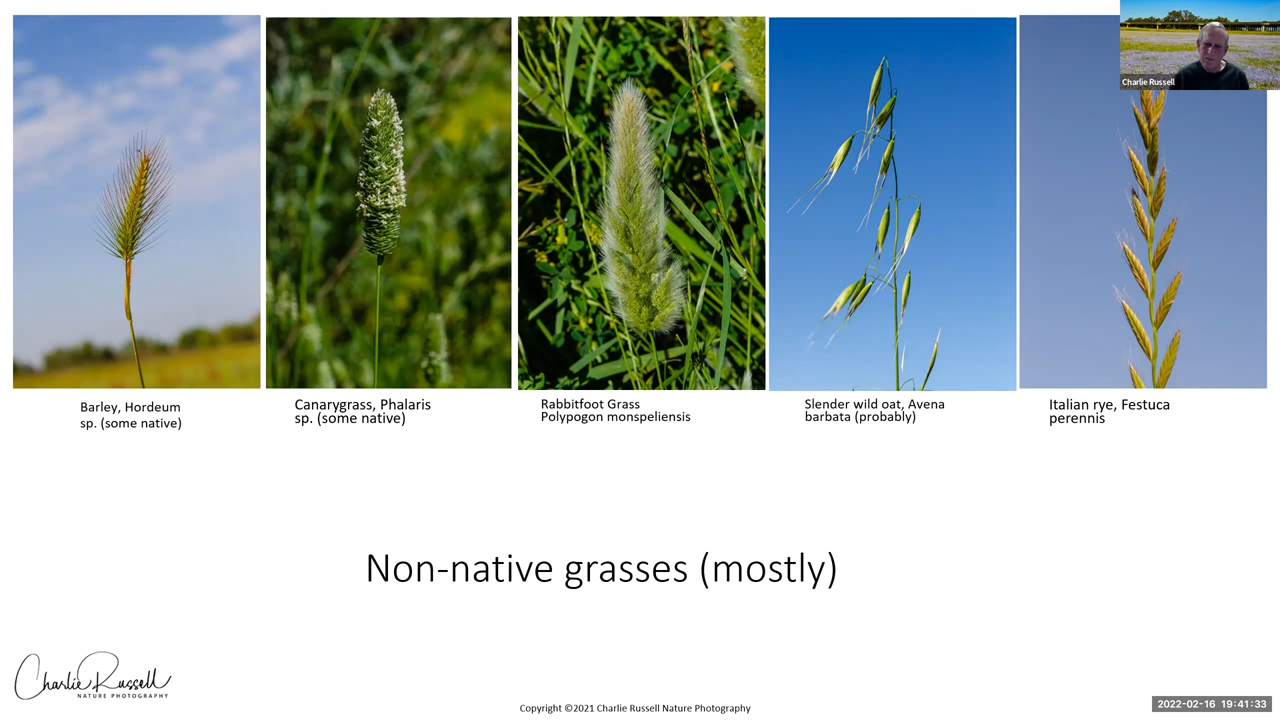 Charlie Russell
Barley, Hordeum
sp. (some native)
Canarygrass, Phalaris
sp. (some native)
Rabbitfoot Grass
Polypogon monspeliensis
Slender wild oat, Avena
barbata (probably)
Italian rye, Festuca
perennis
Non-native grasses (mostly)
Charlie Russell
NATURE PHOTOGRAPHY
Copyright ©2021 Charlie Russell Nature Photography
2022-02-16 19:41:33